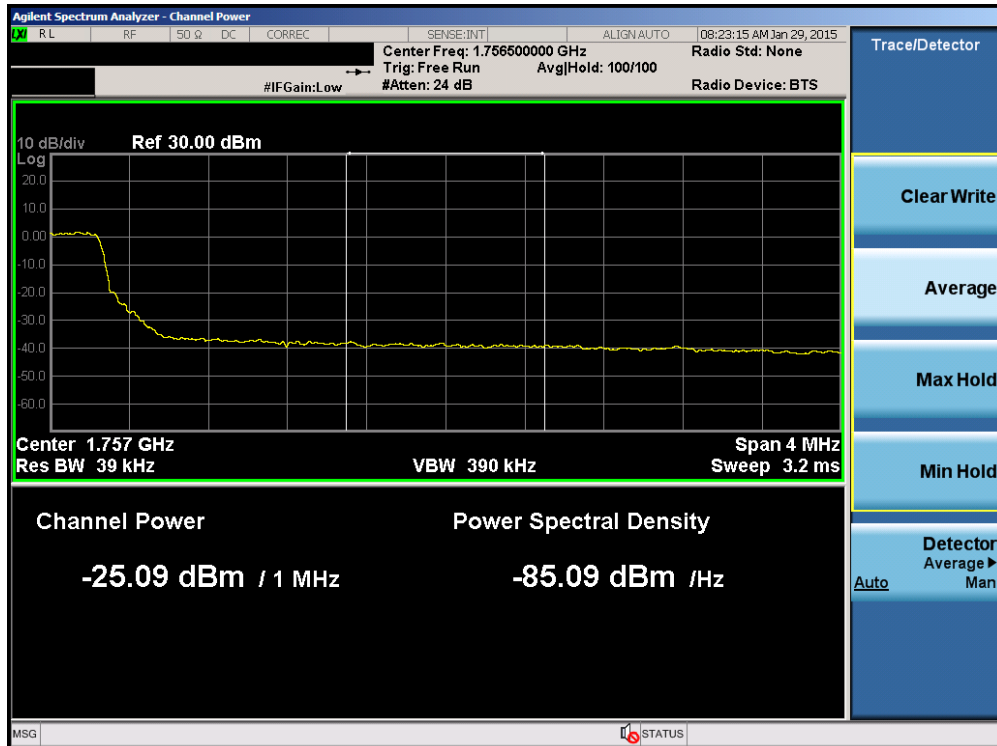 Agilent Spectrum Analyzer - Channel Power
LXI RL RF 50 Ω DC CORREC SENSE:INT ALIGN AUTO 08:23:15 AM Jan 29, 2015
Center Freq: 1.756500000 GHz Radio Std: None
Trig: Free Run Avg|Hold: 100/100
#IFGain:Low #Atten: 24 dB Radio Device: BTS
Trace/Detector
10 dB/div Ref 30.00 dBm
Log
20.0
10.0
0.00
-10.0
-20.0
-30.0
-40.0
-50.0
-60.0
Center 1.757 GHz Span 4 MHz
Res BW 39 kHz VBW 390 kHz Sweep 3.2 ms
Channel Power Power Spectral Density
-25.09 dBm / 1 MHz -85.09 dBm /Hz
Clear Write
Average
Max Hold
Min Hold
Detector
Average
Auto Man
MSG STATUS